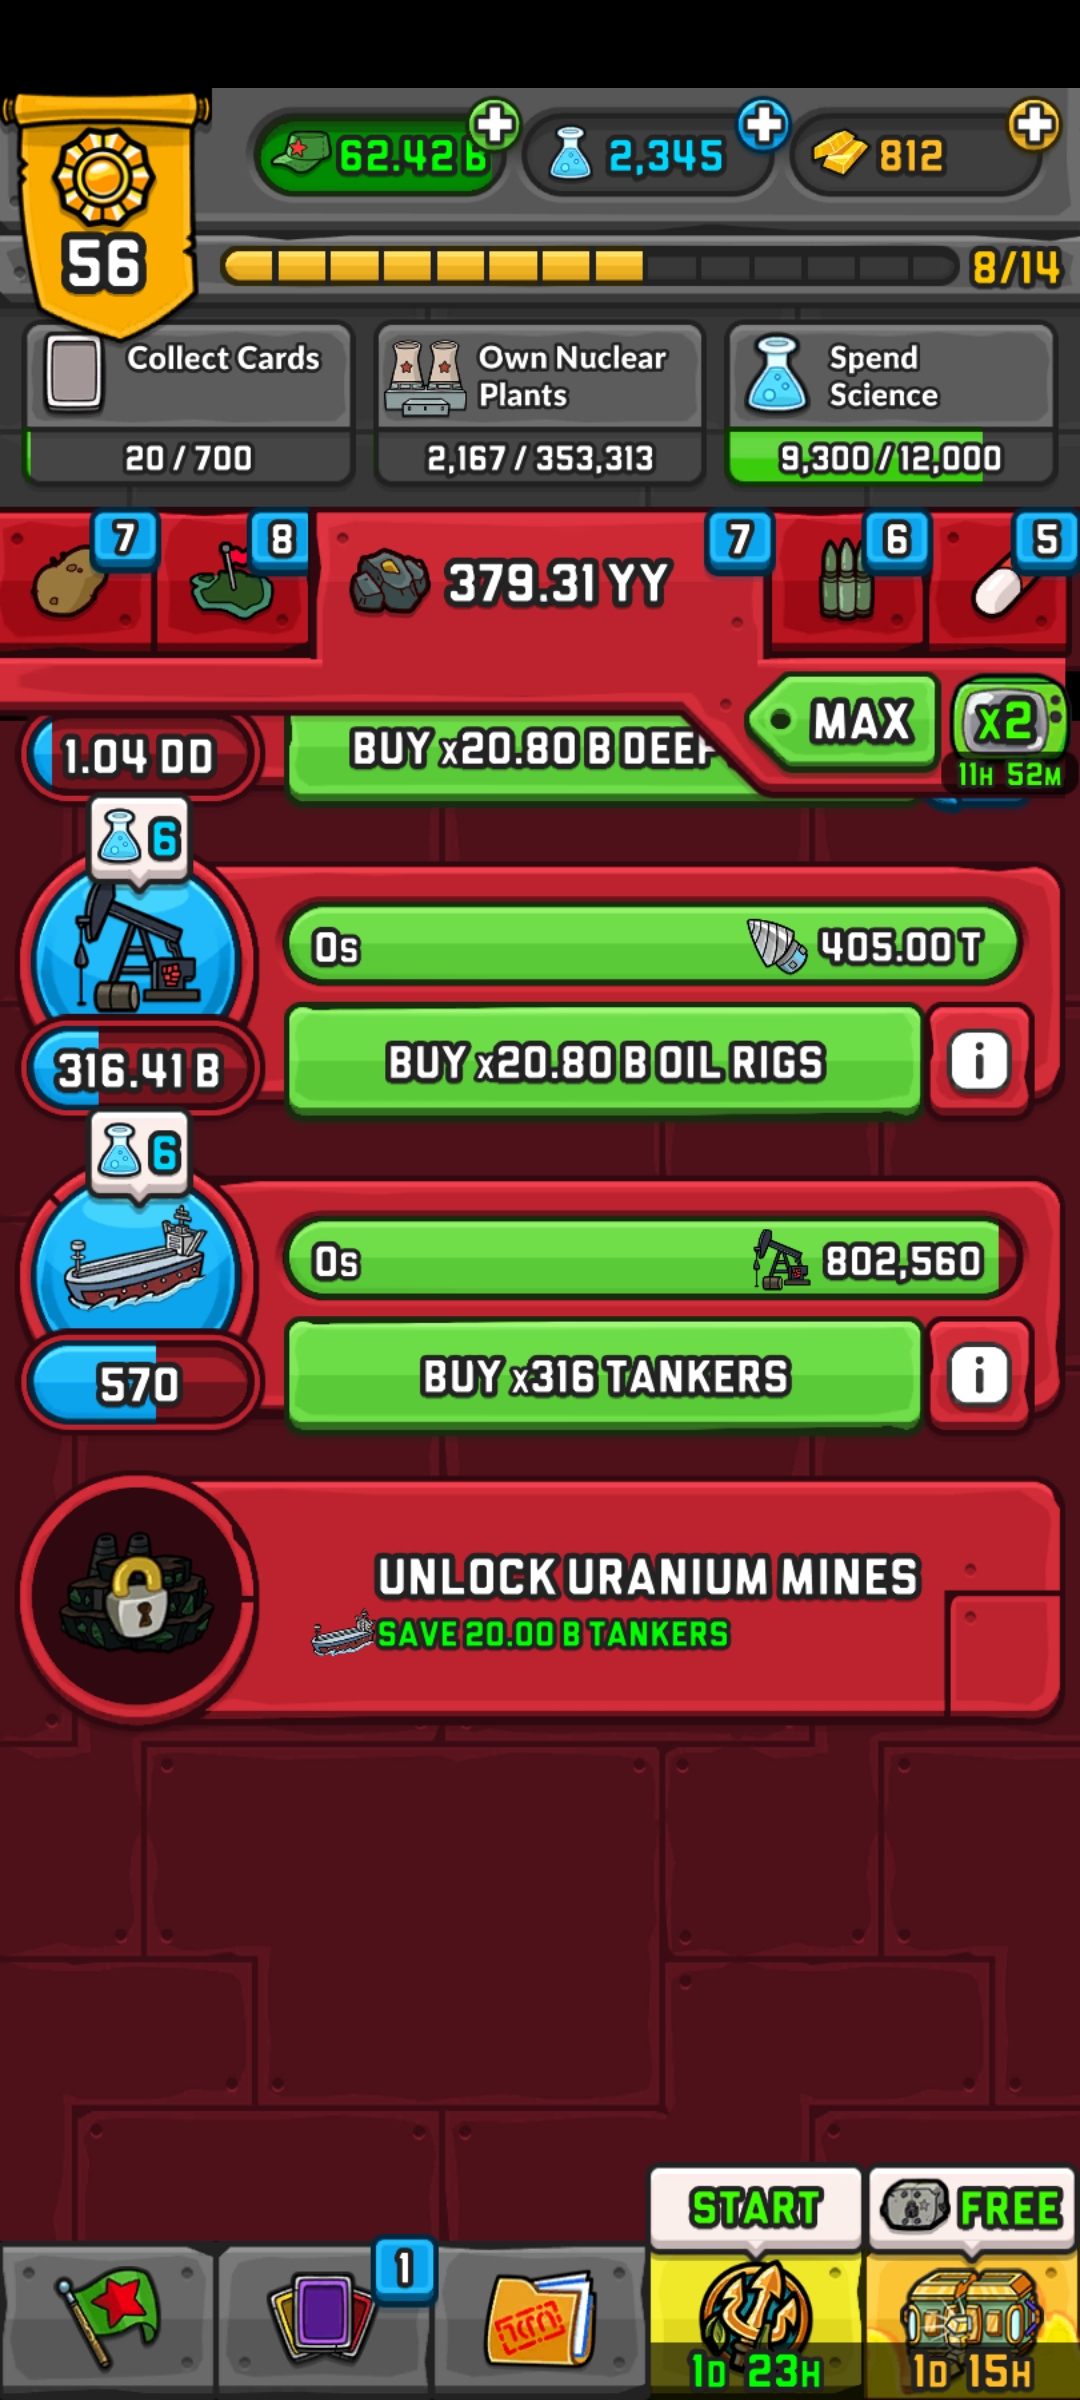 62.42 B
2,345
812
56
8/14
Collect Cards
20 / 700
Own Nuclear
Plants
2,167 / 353,313
Spend
Science
9,300 / 12,000
7
8
379.31 YY
7
6
5
MAX
x2
11H 52M
1.04 DD
BUY x20.80 B DEEP
6
0s
405.00 T
316.41 B
BUY x20.80 B OIL RIGS
i
6
0s
802,560
570
BUY x316 TANKERS
i
UNLOCK URANIUM MINES
SAVE 20.00 B TANKERS
START
FREE
1
1D 23H
1D 15H